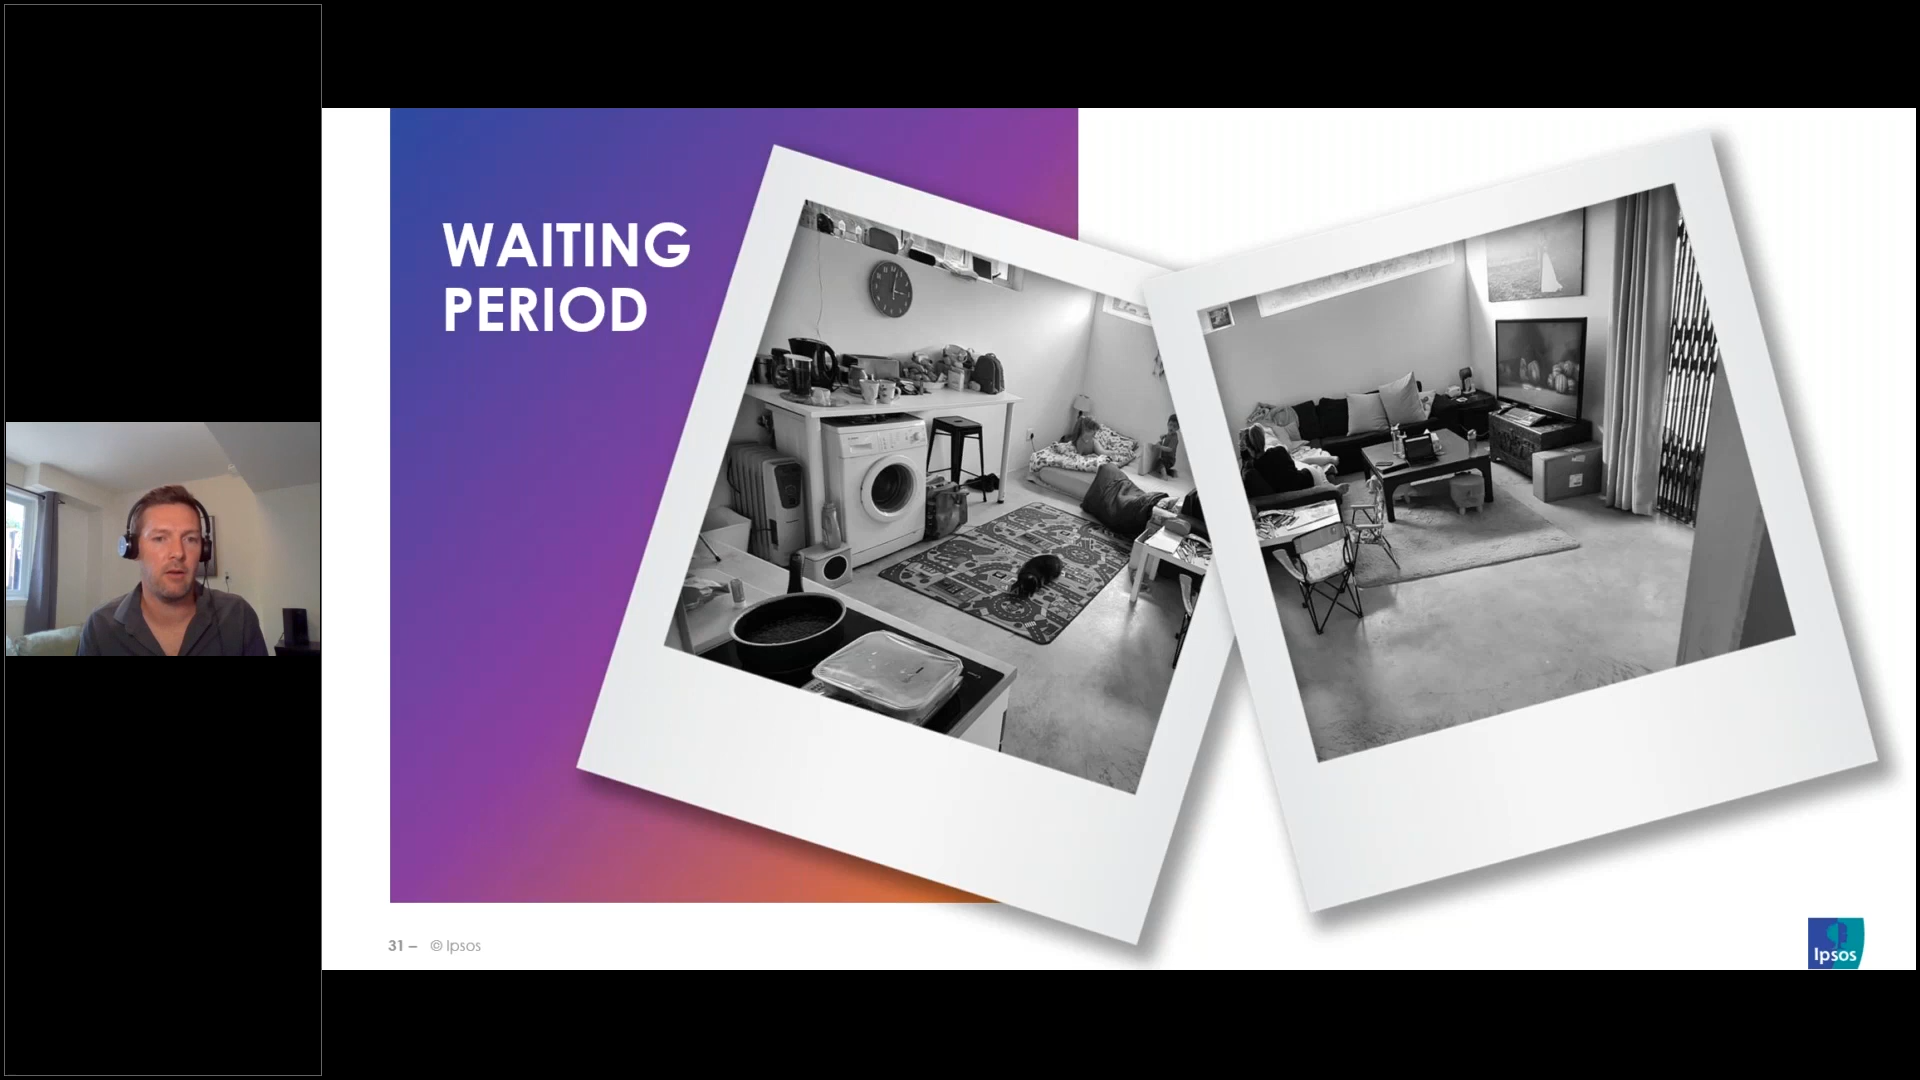 WAITING
PERIOD
31 –
© Ipsos
Ipsos